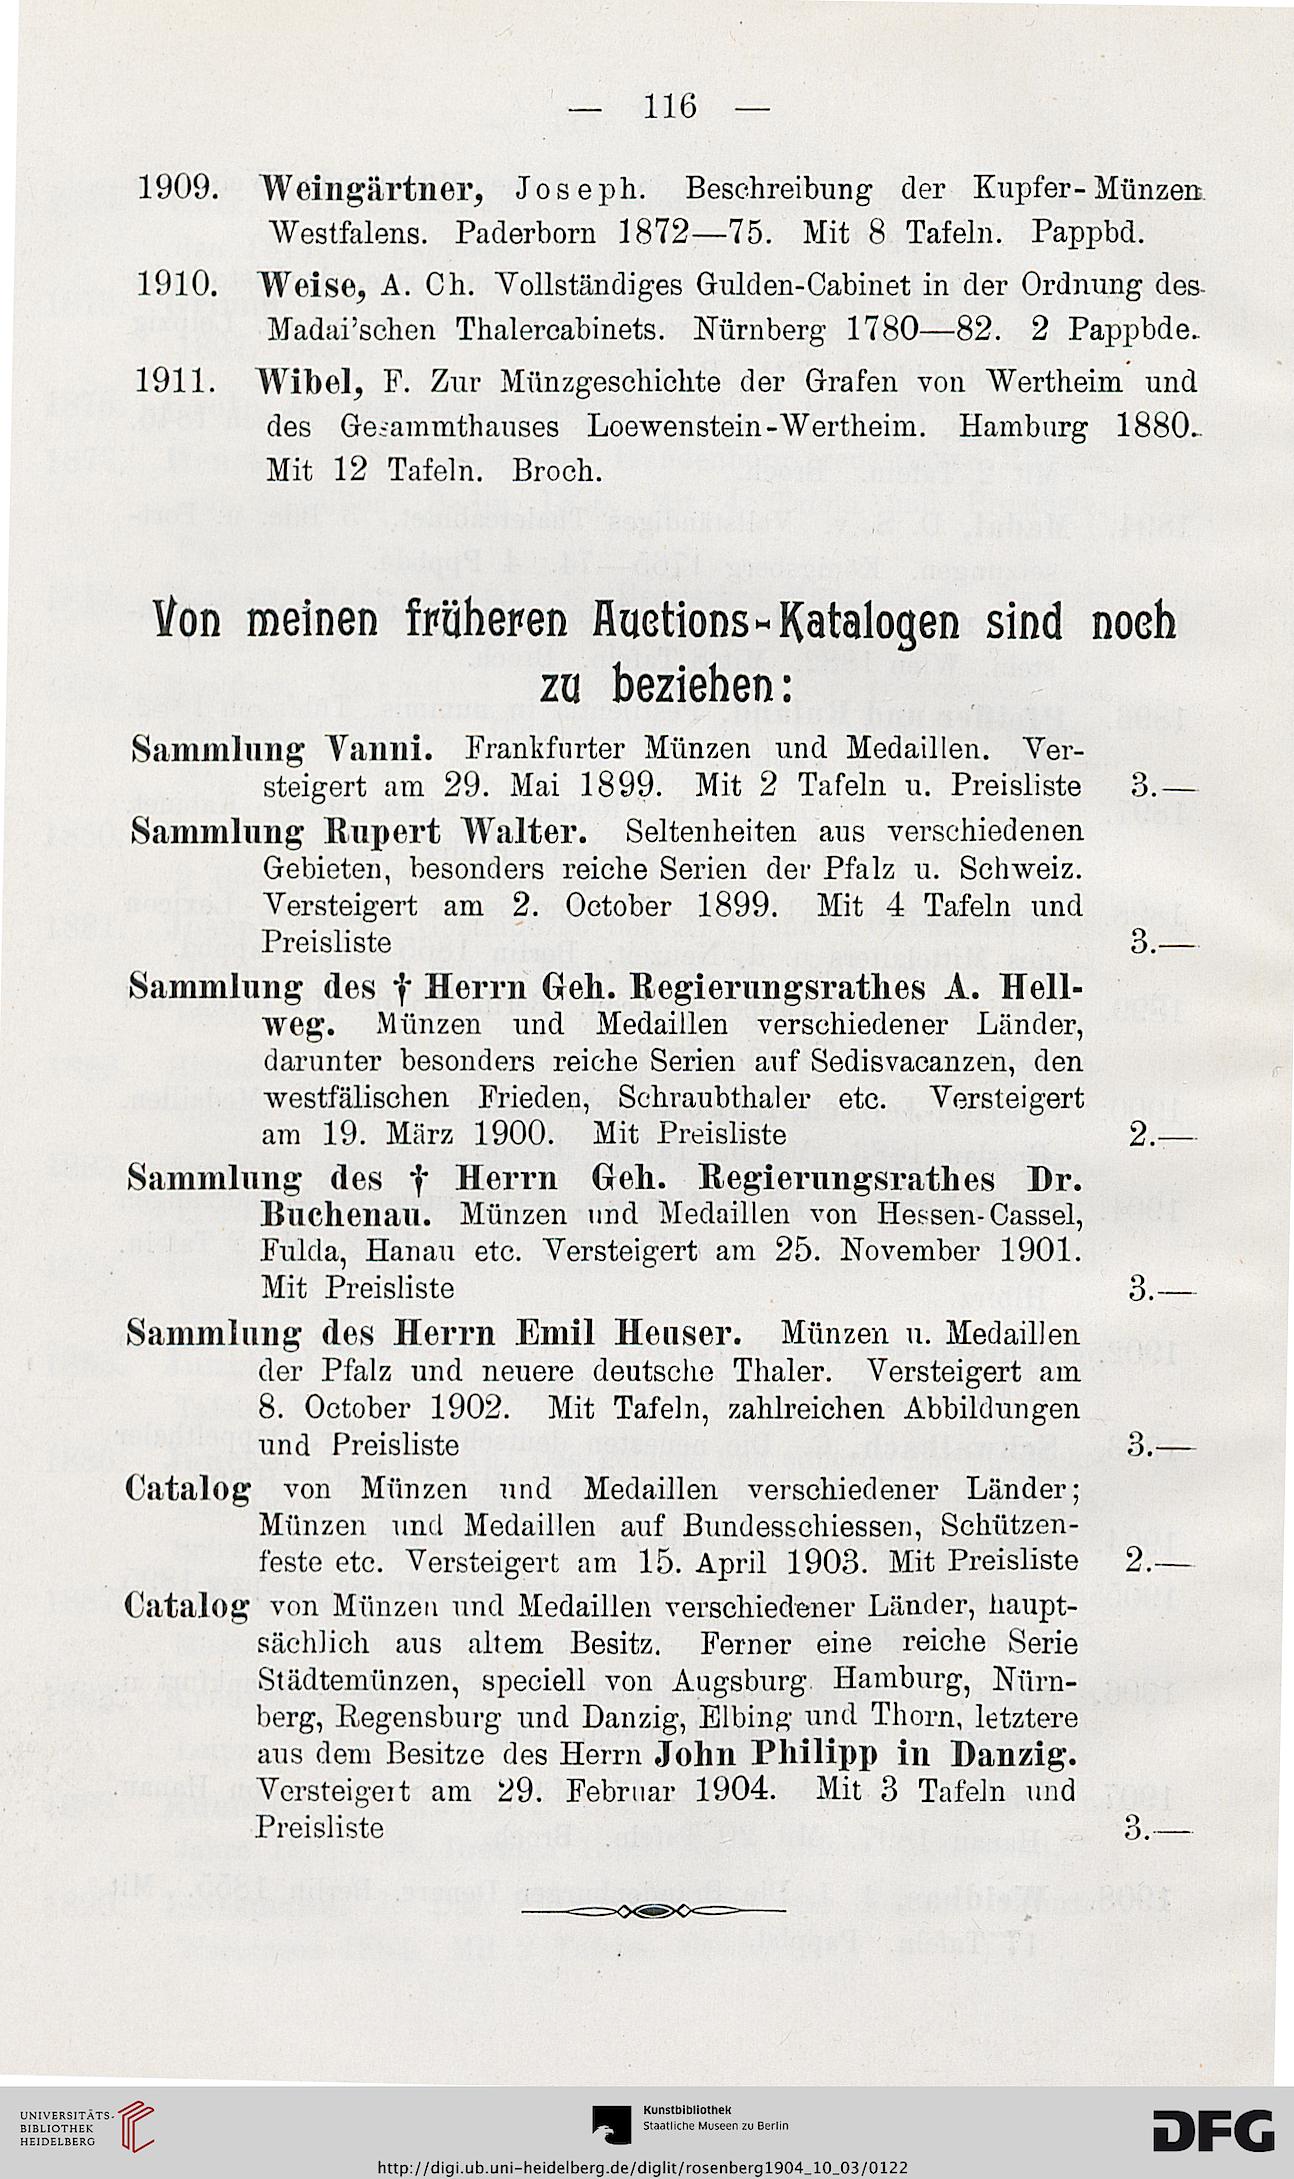 — 116 —
1909. Weingärtner, Joseph. Beschreibung der Kupfer-Münzen
Westfalens. Paderborn 1872—75. Mit 8 Tafeln. Pappbd.
1910. Weise, A. Ch. Vollständiges Gulden-Cabinet in der Ordnung des
Madai'schen Thalercabinets. Nürnberg 1780—82. 2 Pappbde.
1911. Wibel, F. Zur Münzgeschichte der Grafen von Wertheim und
des Gesammthauses Loewenstein-Wertheim. Hamburg 1880.
Mit 12 Tafeln. Broch.
Von meinen früheren Auctions-Katalogen sind noch
zu beziehen:
Sammlung Vanni. Frankfurter Münzen und Medaillen. Ver-
steigert am 29. Mai 1899. Mit 2 Tafeln u. Preisliste 3.—
Sammlung Rupert Walter. Seltenheiten aus verschiedenen
Gebieten, besonders reiche Serien der Pfalz u. Schweiz.
Versteigert am 2. October 1899. Mit 4 Tafeln und
Preisliste 3.—
Sammlung des † Herrn Geh. Regierungsrathes A. Hell-
weg. Münzen und Medaillen verschiedener Länder,
darunter besonders reiche Serien auf Sedisvacanzen, den
westfälischen Frieden, Schraubthaler etc. Versteigert
am 19. März 1900. Mit Preisliste 2.—
Sammlung des † Herrn Geh. Regierungsrathes Dr.
Buchenau. Münzen und Medaillen von Hessen-Cassel,
Fulda, Hanau etc. Versteigert am 25. November 1901.
Mit Preisliste 3.—
Sammlung des Herrn Emil Heuser. Münzen u. Medaillen
der Pfalz und neuere deutsche Thaler. Versteigert am
8. October 1902. Mit Tafeln, zahlreichen Abbildungen
und Preisliste 3.—
Catalog von Münzen und Medaillen verschiedener Länder;
Münzen und Medaillen auf Bundesschiessen, Schützen-
feste etc. Versteigert am 15. April 1903. Mit Preisliste 2.—
Catalog von Münzen und Medaillen verschiedener Länder, haupt-
sächlich aus altem Besitz. Ferner eine reiche Serie
Städtemünzen, speciell von Augsburg. Hamburg, Nürn-
berg, Regensburg und Danzig, Elbing und Thorn, letztere
aus dem Besitze des Herrn John Philipp in Danzig.
Versteigert am 29. Februar 1904. Mit 3 Tafeln und
Preisliste 3.—
UNIVERSITÄTS-
BIBLIOTHEK
HEIDELBERG
Kunstbibliothek
Staatliche Museen zu Berlin
DFG
http://digi.ub.uni-heidelberg.de/diglit/rosenberg1904_10_03/0122